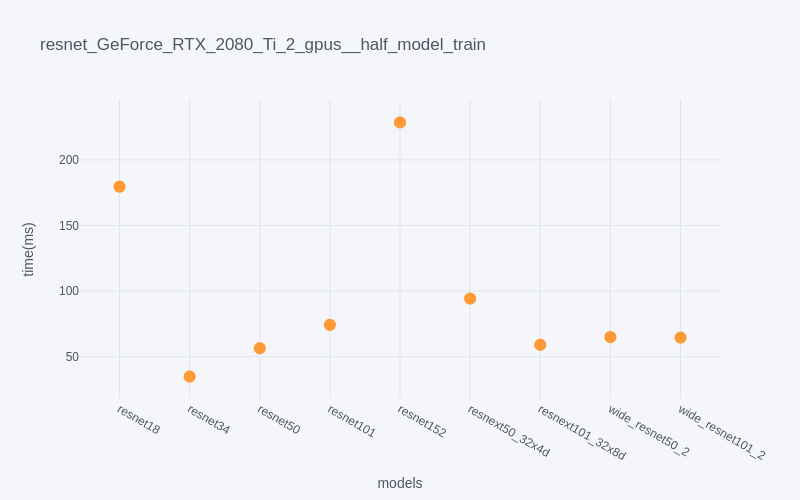 resnet_GeForce_RTX_2080_Ti_2_gpus__half_model_train
time(ms)
200
150
100
50
resnet18
resnet34
resnet50
resnet101
resnet152
resnext50_32x4d
resnext101_32x8d
wide_resnet50_2
wide_resnet101_2
models